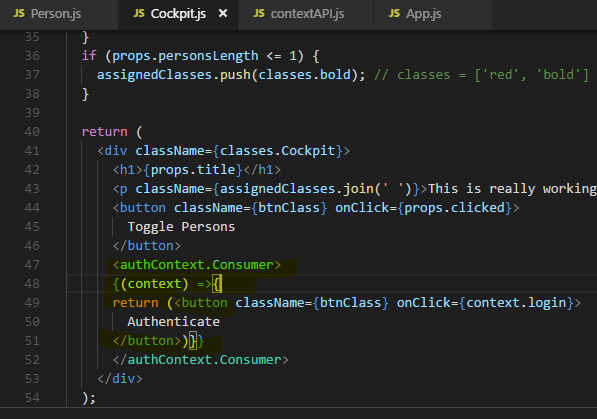 JS Person.js JS Cockpit.js × JS contextAPI.js JS App.js
35 }
36 if (props.personsLength <= 1) {
37 assignedClasses.push(classes.bold); // classes = ['red', 'bold']
38 }
39
40 return (
41 <div className={classes.Cockpit}>
42 <h1>{props.title}</h1>
43 <p className={assignedClasses.join(' ')}>This is really working
44 <button className={btnClass} onClick={props.clicked}>
45 Toggle Persons
46 </button>
47 <authContext.Consumer>
48 {(context) =>{
49 return (<button className={btnClass} onClick={context.login}>
50 Authenticate
51 </button>)}}
52 </authContext.Consumer>
53 </div>
54 );